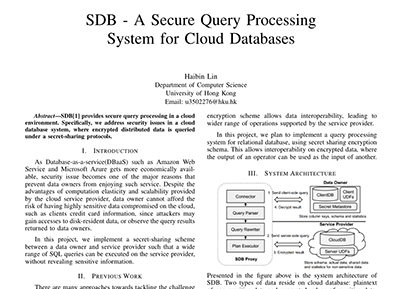 SDB - A Secure Query Processing
System for Cloud Databases
Haibin Lin
Department of Computer Science
University of Hong Kong
Email: u3502276@hku.hk
Abstract—SDB[1] provides secure query processing in a cloud
environment. Specifically, we address security issues in a cloud
database system, where encrypted distributed data is queried
under a secret-sharing protocols.
I. INTRODUCTION
As Database-as-a-service(DBaaS) such as Amazon Web
Service and Microsoft Azure gets more economically avail-
able, security issue becomes one of the major reasons that
prevent data owners from enjoying such service. Despite the
advantages of computation elasticity and scalability provided
by the cloud service provider, data owner cannot afford the
risk of having highly sensitive data compromised on the cloud,
such as clients credit card information, since attackers may
gain accesses to disk-resident data, or observe the query results
returned to data owners.
In this project, we implement a secret-sharing scheme
between a data owner and service provider such that a wide
range of SQL queries can be executed on the service provider,
without revealing sensitive information.
II. PREVIOUS WORK
There are many approaches towards tackling the challenge
encryption scheme allows data interoperability, leading to
wider range of operations supported by the service provider.
In this project, we plan to implement a query processing
system for relational database, using secret sharing encryption
schema. This allows interoperability on encrypted data, where
the output of an operator can be used as the input of another.
III. SYSTEM ARCHITECTURE
Connector
Query Parser
Query Rewriter
Plan Executor
SDB Proxy
1. Send client-side query
4. Decrypt result
2. Send server-side query
3. Encrypted result
Data Owner
ClientDB
Client UDFs
Secret Metastore
Store column keys, schema and statistics
Service Provider
CloudDB
Server UDFs
Presented in the figure above is the system architecture of
SDB. Two types of data reside on cloud database: plaintext